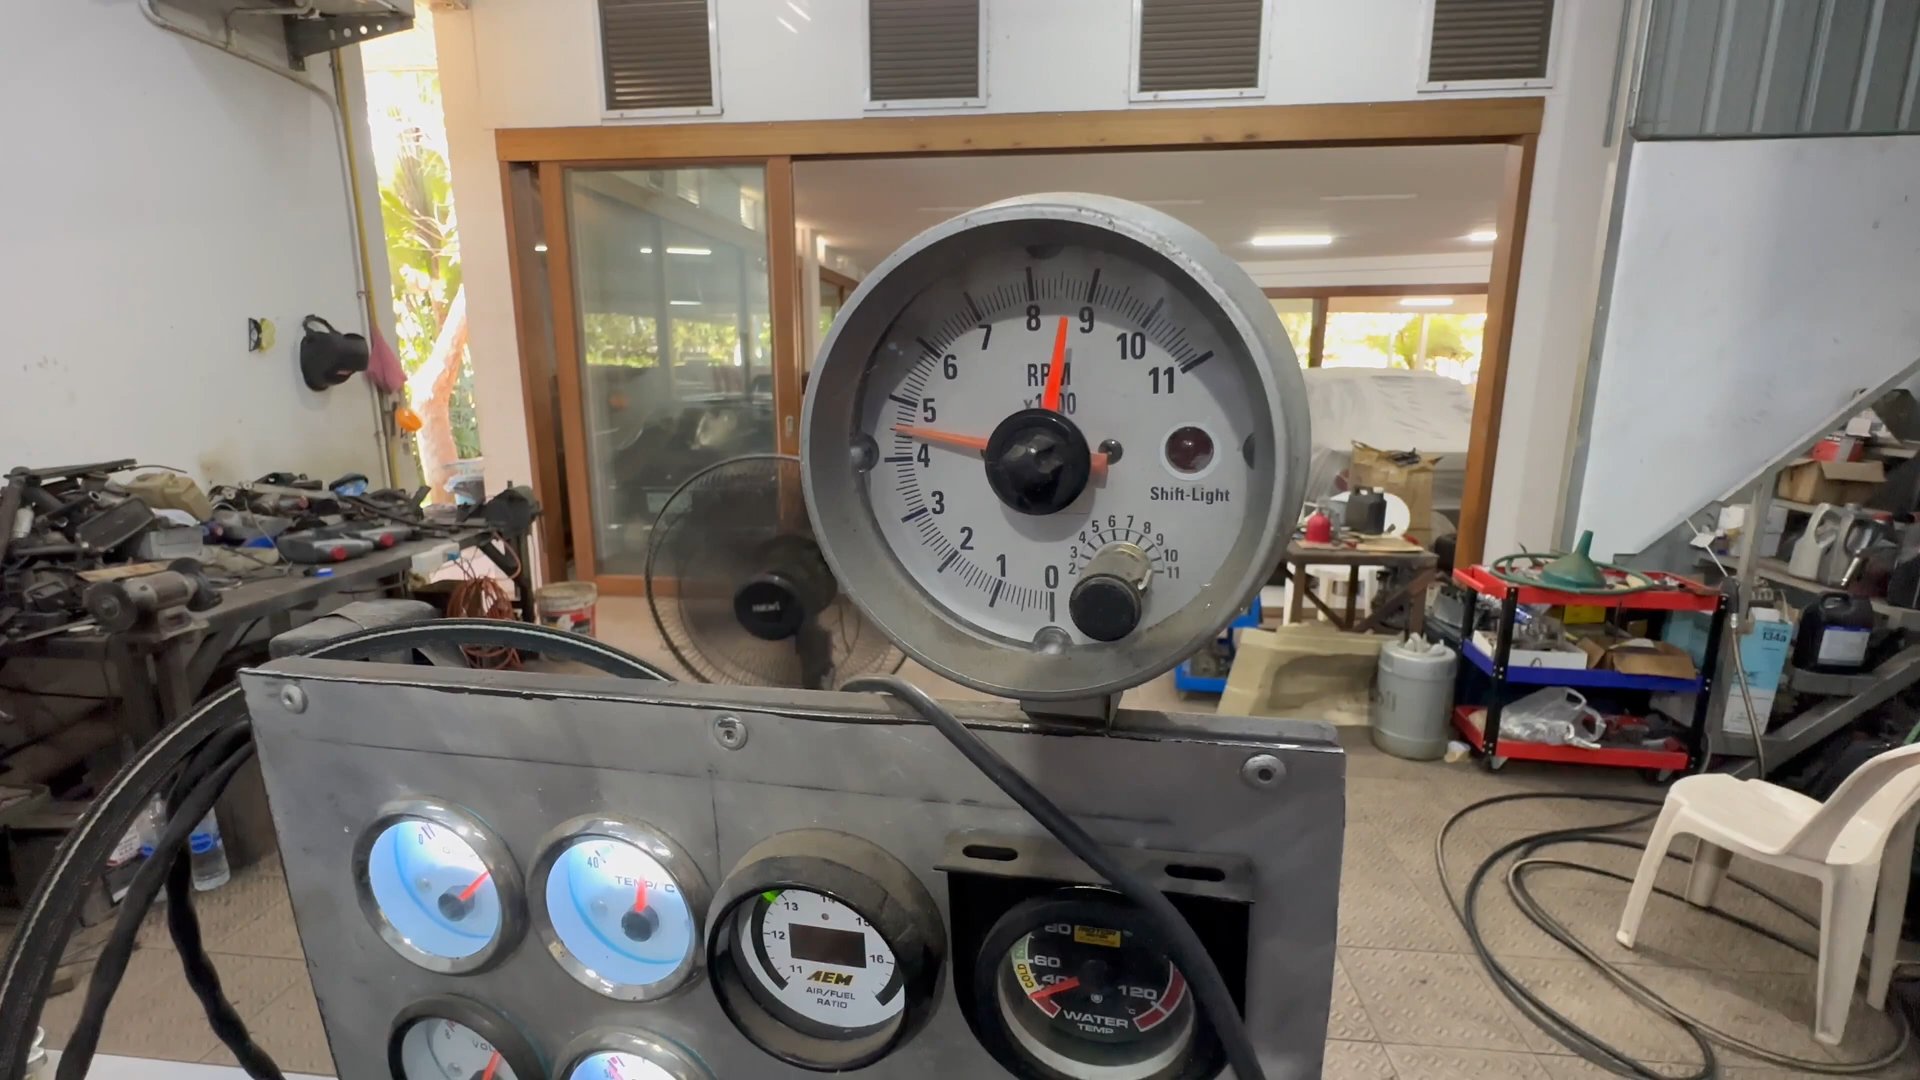 8
9
7
10
6
RPM
11
5
4
3
Shift-Light
2
1
0
2 3 4 5 6 7 8 9 10 11
134a
0
40
TEMP/°C
13
14
15
12
11
16
AEM
AIR/FUEL
RATIO
80
60
40
COLD
120
°C
WATER
TEMP